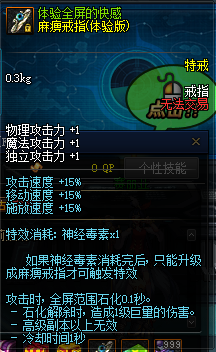 体验全屏的快感
麻痹戒指(体验版)
0.3kg
特戒
戒指
点击
无法交易
物理攻击力 +1
魔法攻击力 +1
独立攻击力 +1
0 QP
个性技能
攻击速度 +15%
移动速度 +15%
施放速度 +15%
特效消耗: 神经毒素x1
如果神经毒素消耗完后, 只能升级
成麻痹戒指才可触发特效
攻击时, 全屏范围石化0.1秒。
- 石化解除时, 造成1级巨量的伤害。
- 高级副本以上无效
- 冷却时间1秒
999